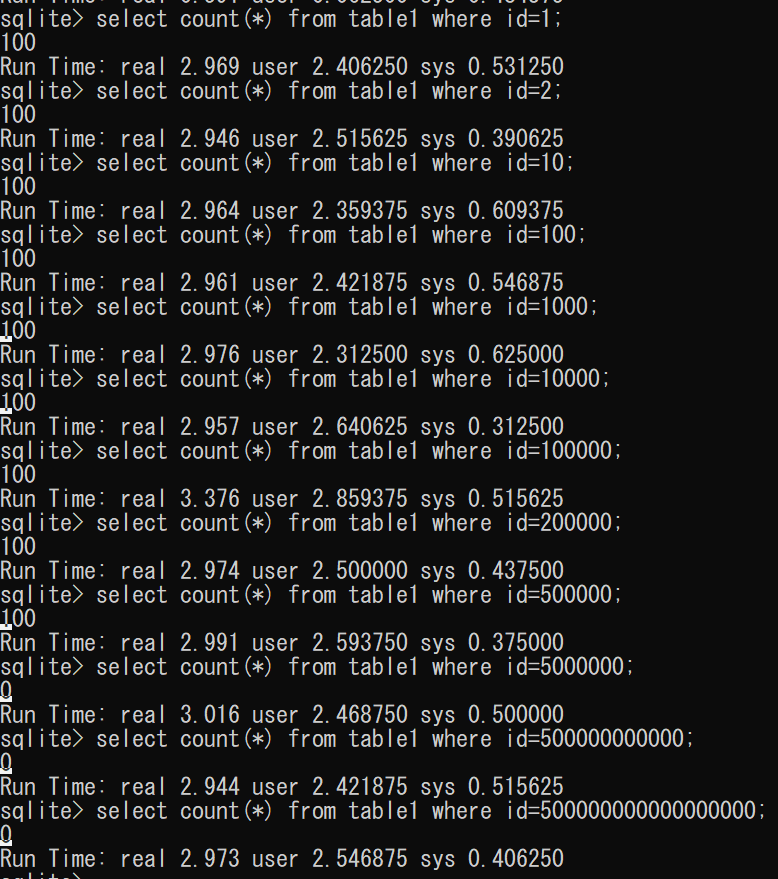 sqlite> select count(*) from table1 where id=1;
100
Run Time: real 2.969 user 2.406250 sys 0.531250
sqlite> select count(*) from table1 where id=2;
100
Run Time: real 2.946 user 2.515625 sys 0.390625
sqlite> select count(*) from table1 where id=10;
100
Run Time: real 2.964 user 2.359375 sys 0.609375
sqlite> select count(*) from table1 where id=100;
100
Run Time: real 2.961 user 2.421875 sys 0.546875
sqlite> select count(*) from table1 where id=1000;
100
Run Time: real 2.976 user 2.312500 sys 0.625000
sqlite> select count(*) from table1 where id=10000;
100
Run Time: real 2.957 user 2.640625 sys 0.312500
sqlite> select count(*) from table1 where id=100000;
100
Run Time: real 3.376 user 2.859375 sys 0.515625
sqlite> select count(*) from table1 where id=200000;
100
Run Time: real 2.974 user 2.500000 sys 0.437500
sqlite> select count(*) from table1 where id=500000;
100
Run Time: real 2.991 user 2.593750 sys 0.375000
sqlite> select count(*) from table1 where id=5000000;
0
Run Time: real 3.016 user 2.468750 sys 0.500000
sqlite> select count(*) from table1 where id=500000000000;
0
Run Time: real 2.944 user 2.421875 sys 0.515625
sqlite> select count(*) from table1 where id=500000000000000000;
0
Run Time: real 2.973 user 2.546875 sys 0.406250